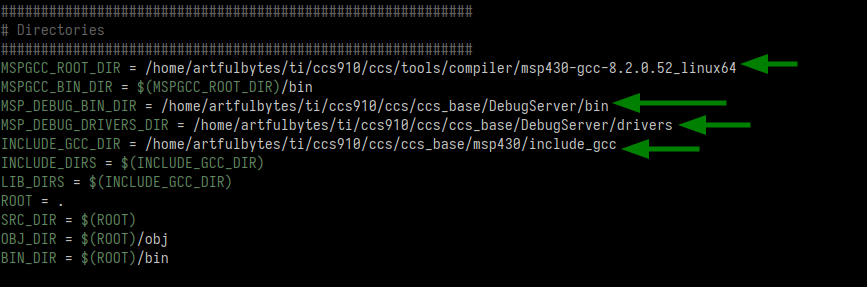 ############################################################
# Directories
############################################################
MSPGCC_ROOT_DIR = /home/artfulbytes/ti/ccs910/ccs/tools/compiler/msp430-gcc-8.2.0.52_linux64
MSPGCC_BIN_DIR = $(MSPGCC_ROOT_DIR)/bin
MSP_DEBUG_BIN_DIR = /home/artfulbytes/ti/ccs910/ccs/ccs_base/DebugServer/bin
MSP_DEBUG_DRIVERS_DIR = /home/artfulbytes/ti/ccs910/ccs/ccs_base/DebugServer/drivers
INCLUDE_GCC_DIR = /home/artfulbytes/ti/ccs910/ccs/ccs_base/msp430/include_gcc
INCLUDE_DIRS = $(INCLUDE_GCC_DIR)
LIB_DIRS = $(INCLUDE_GCC_DIR)
ROOT = .
SRC_DIR = $(ROOT)
OBJ_DIR = $(ROOT)/obj
BIN_DIR = $(ROOT)/bin